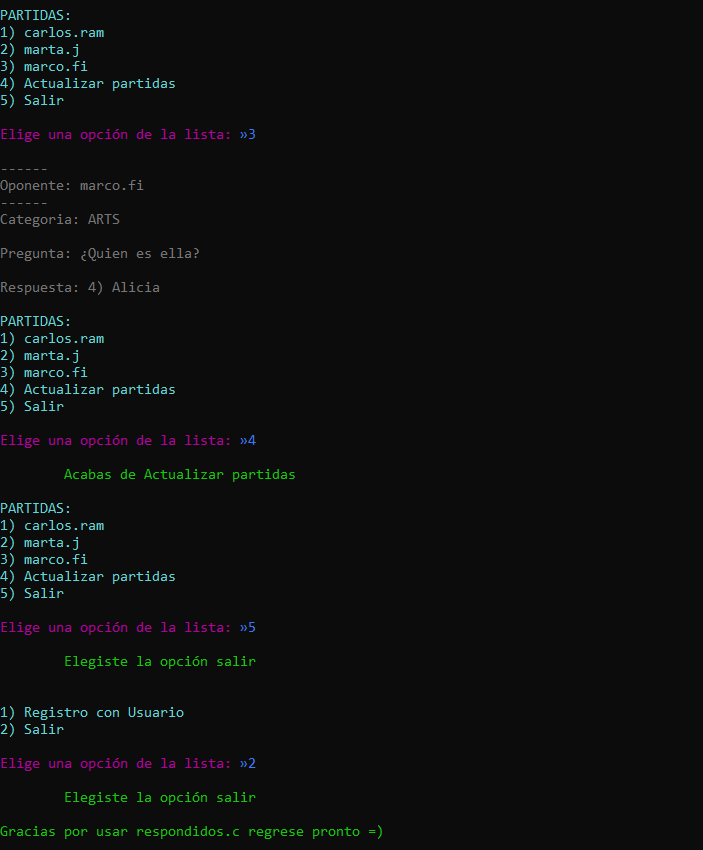 PARTIDAS:
1) carlos.ram
2) marta.j
3) marco.fi
4) Actualizar partidas
5) Salir
Elige una opción de la lista: »3
------
Oponente: marco.fi
------
Categoria: ARTS
Pregunta: ¿Quien es ella?
Respuesta: 4) Alicia
PARTIDAS:
1) carlos.ram
2) marta.j
3) marco.fi
4) Actualizar partidas
5) Salir
Elige una opción de la lista: »4
Acabas de Actualizar partidas
PARTIDAS:
1) carlos.ram
2) marta.j
3) marco.fi
4) Actualizar partidas
5) Salir
Elige una opción de la lista: »5
Elegiste la opción salir
1) Registro con Usuario
2) Salir
Elige una opción de la lista: »2
Elegiste la opción salir
Gracias por usar respondidos.c regrese pronto =)